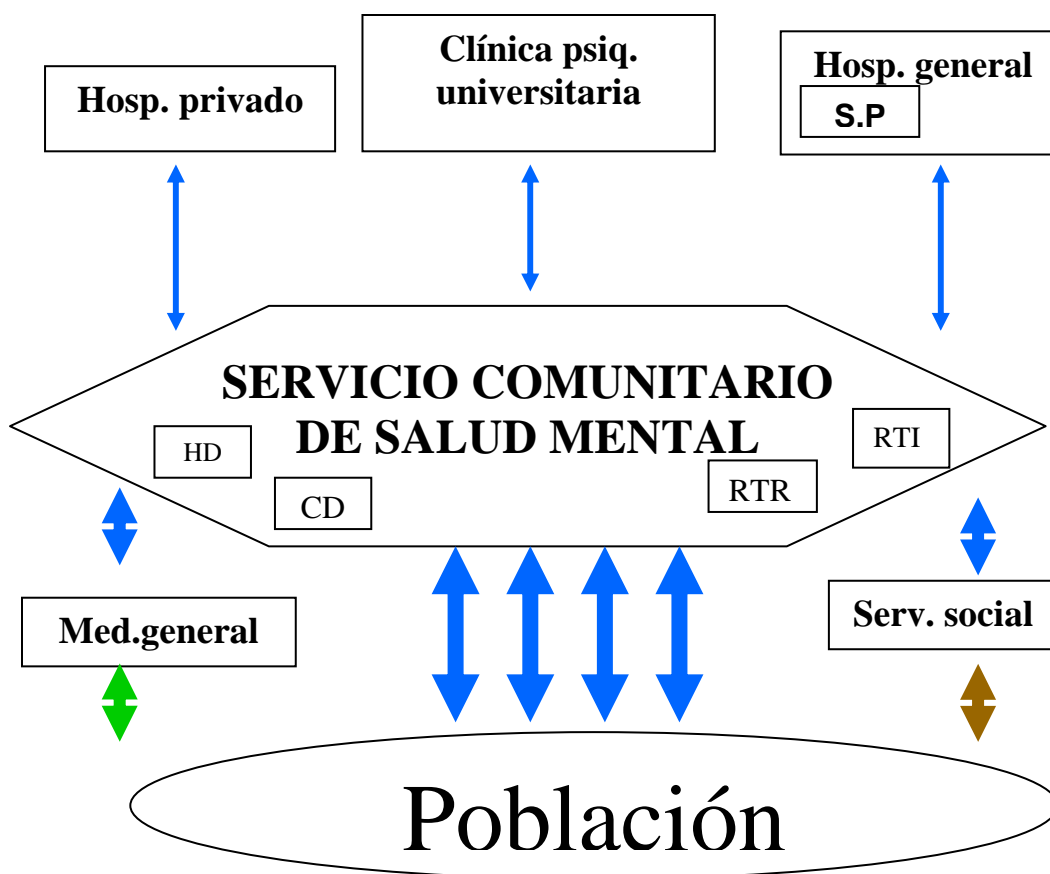 Hosp. privado
Clínica psiq.
universitaria
Hosp. general
S.P
SERVICIO COMUNITARIO
DE SALUD MENTAL
HD
CD
RTR
RTI
Med.general
Serv. social
Población